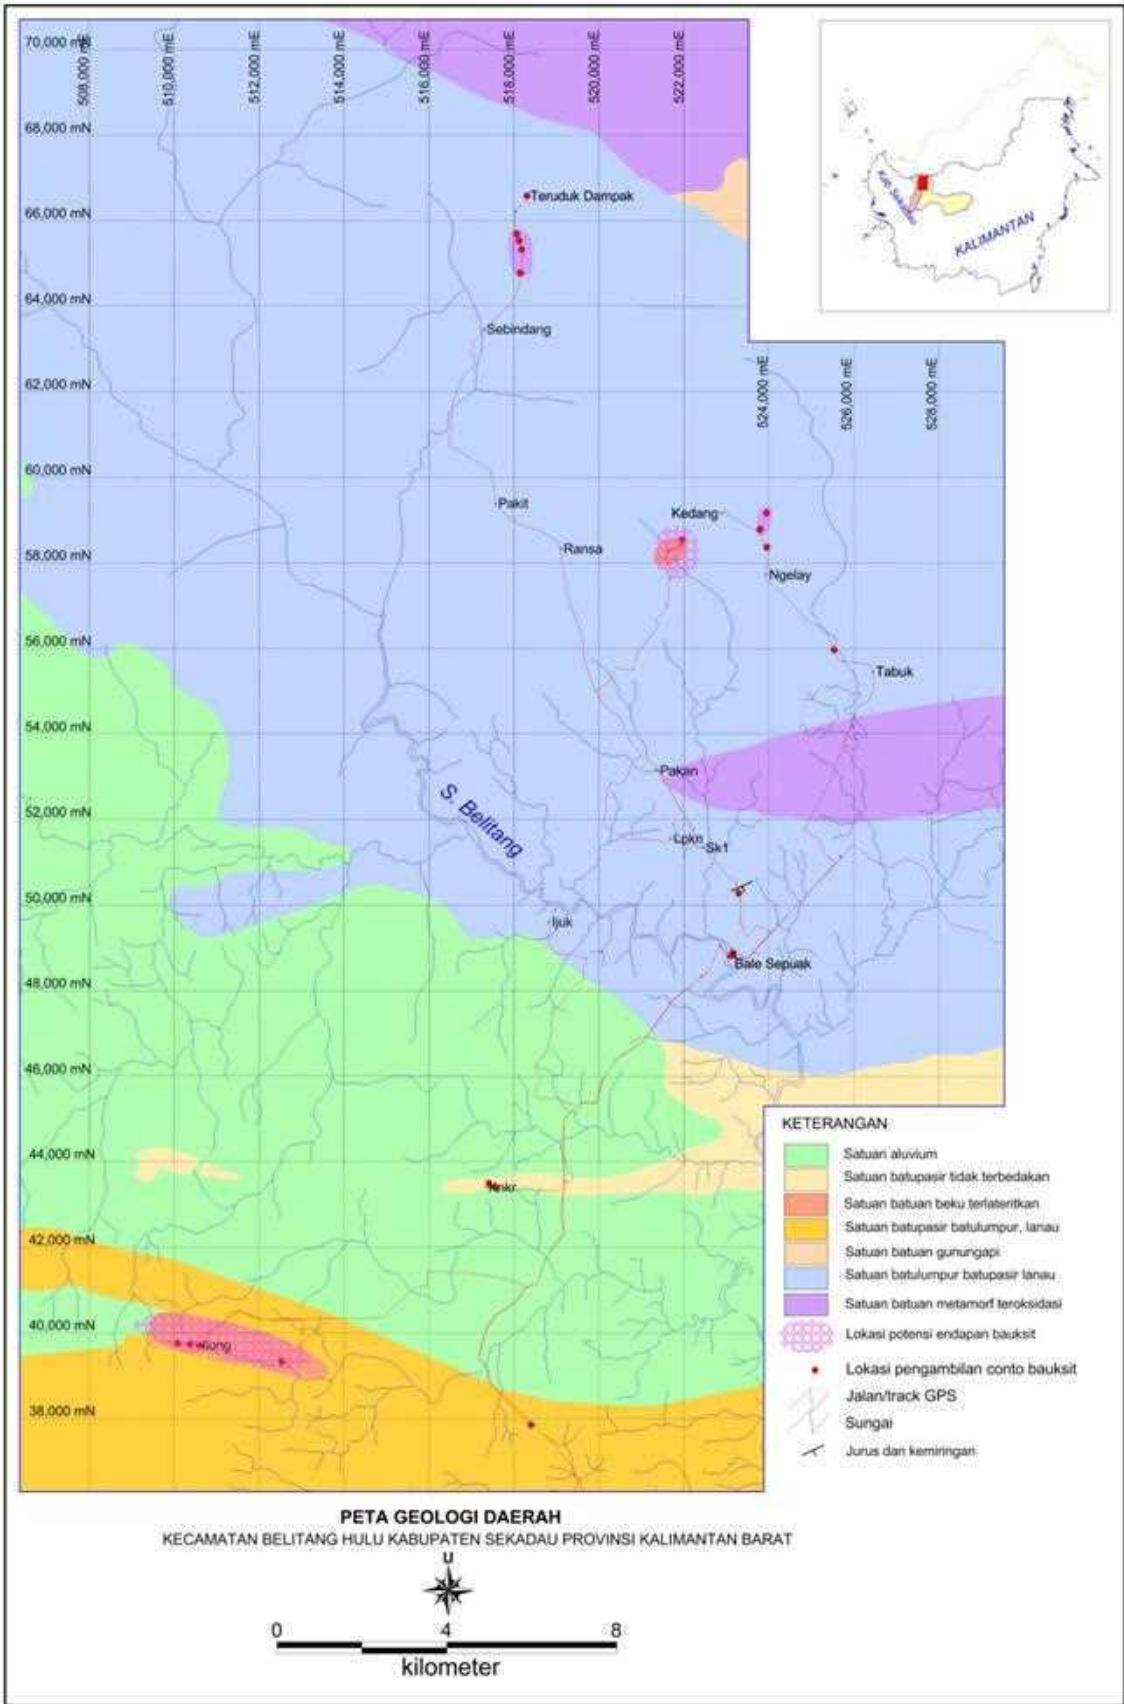 70,000 mN
508,000 mE
510,000 mE
512,000 mE
514,000 mE
516,000 mE
518,000 mE
520,000 mE
522,000 mE
68,000 mN
66,000 mN
Teruduk Dampak
Kab. Sekadau
KALIMANTAN
64,000 mN
Sebindang
62,000 mN
524,000 mE
526,000 mE
528,000 mE
60,000 mN
Pakit
Kedang
Ransa
58,000 mN
Ngelay
56,000 mN
Tabuk
54,000 mN
Pakan
S. Belitang
52,000 mN
Lpkn
Sk1
50,000 mN
Ijuk
Bale Sepuak
48,000 mN
46,000 mN
44,000 mN
42,000 mN
40,000 mN
38,000 mN
KETERANGAN
Satuan aluvium
Satuan batupasir tidak terbedakan
Satuan batuan beku terlateritkan
Satuan batupasir batulumpur, lanau
Satuan batuan gunungapi
Satuan batulumpur batupasir lanau
Satuan batuan metamorf teroksidasi
Lokasi potensi endapan bauksit
Lokasi pengambilan conto bauksit
Jalan/track GPS
Sungai
Jurus dan kemiringan
PETA GEOLOGI DAERAH
KECAMATAN BELITANG HULU KABUPATEN SEKADAU PROVINSI KALIMANTAN BARAT
U
0 4 8
kilometer